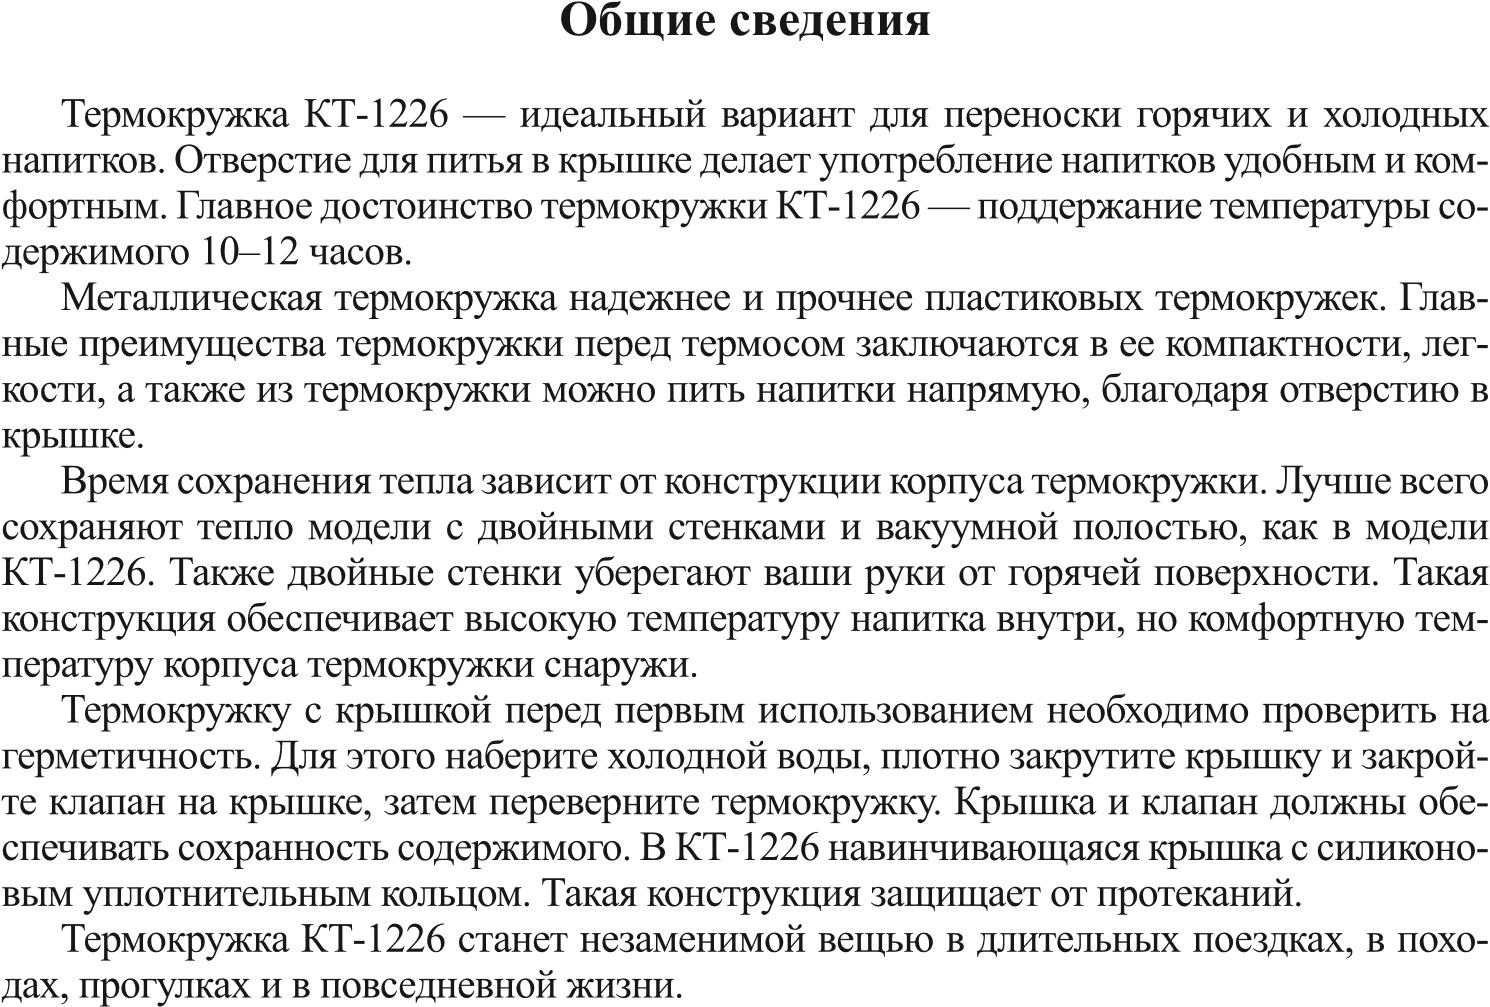 Общие сведения
Термокружка КТ-1226 — идеальный вариант для переноски горячих и холодных
напитков. Отверстие для питья в крышке делает употребление напитков удобным и ком-
фортным. Главное достоинство термокружки КТ-1226 — поддержание температуры со-
держимого 10–12 часов.
Металлическая термокружка надежнее и прочнее пластиковых термокружек. Глав-
ные преимущества термокружки перед термосом заключаются в ее компактности, лег-
кости, а также из термокружки можно пить напитки напрямую, благодаря отверстию в
крышке.
Время сохранения тепла зависит от конструкции корпуса термокружки. Лучше всего
сохраняют тепло модели с двойными стенками и вакуумной полостью, как в модели
КТ-1226. Также двойные стенки уберегают ваши руки от горячей поверхности. Такая
конструкция обеспечивает высокую температуру напитка внутри, но комфортную тем-
пературу корпуса термокружки снаружи.
Термокружку с крышкой перед первым использованием необходимо проверить на
герметичность. Для этого наберите холодной воды, плотно закрутите крышку и закрой-
те клапан на крышке, затем переверните термокружку. Крышка и клапан должны обе-
спечивать сохранность содержимого. В КТ-1226 навинчивающаяся крышка с силиконо-
вым уплотнительным кольцом. Такая конструкция защищает от протеканий.
Термокружка КТ-1226 станет незаменимой вещью в длительных поездках, в похо-
дах, прогулках и в повседневной жизни.